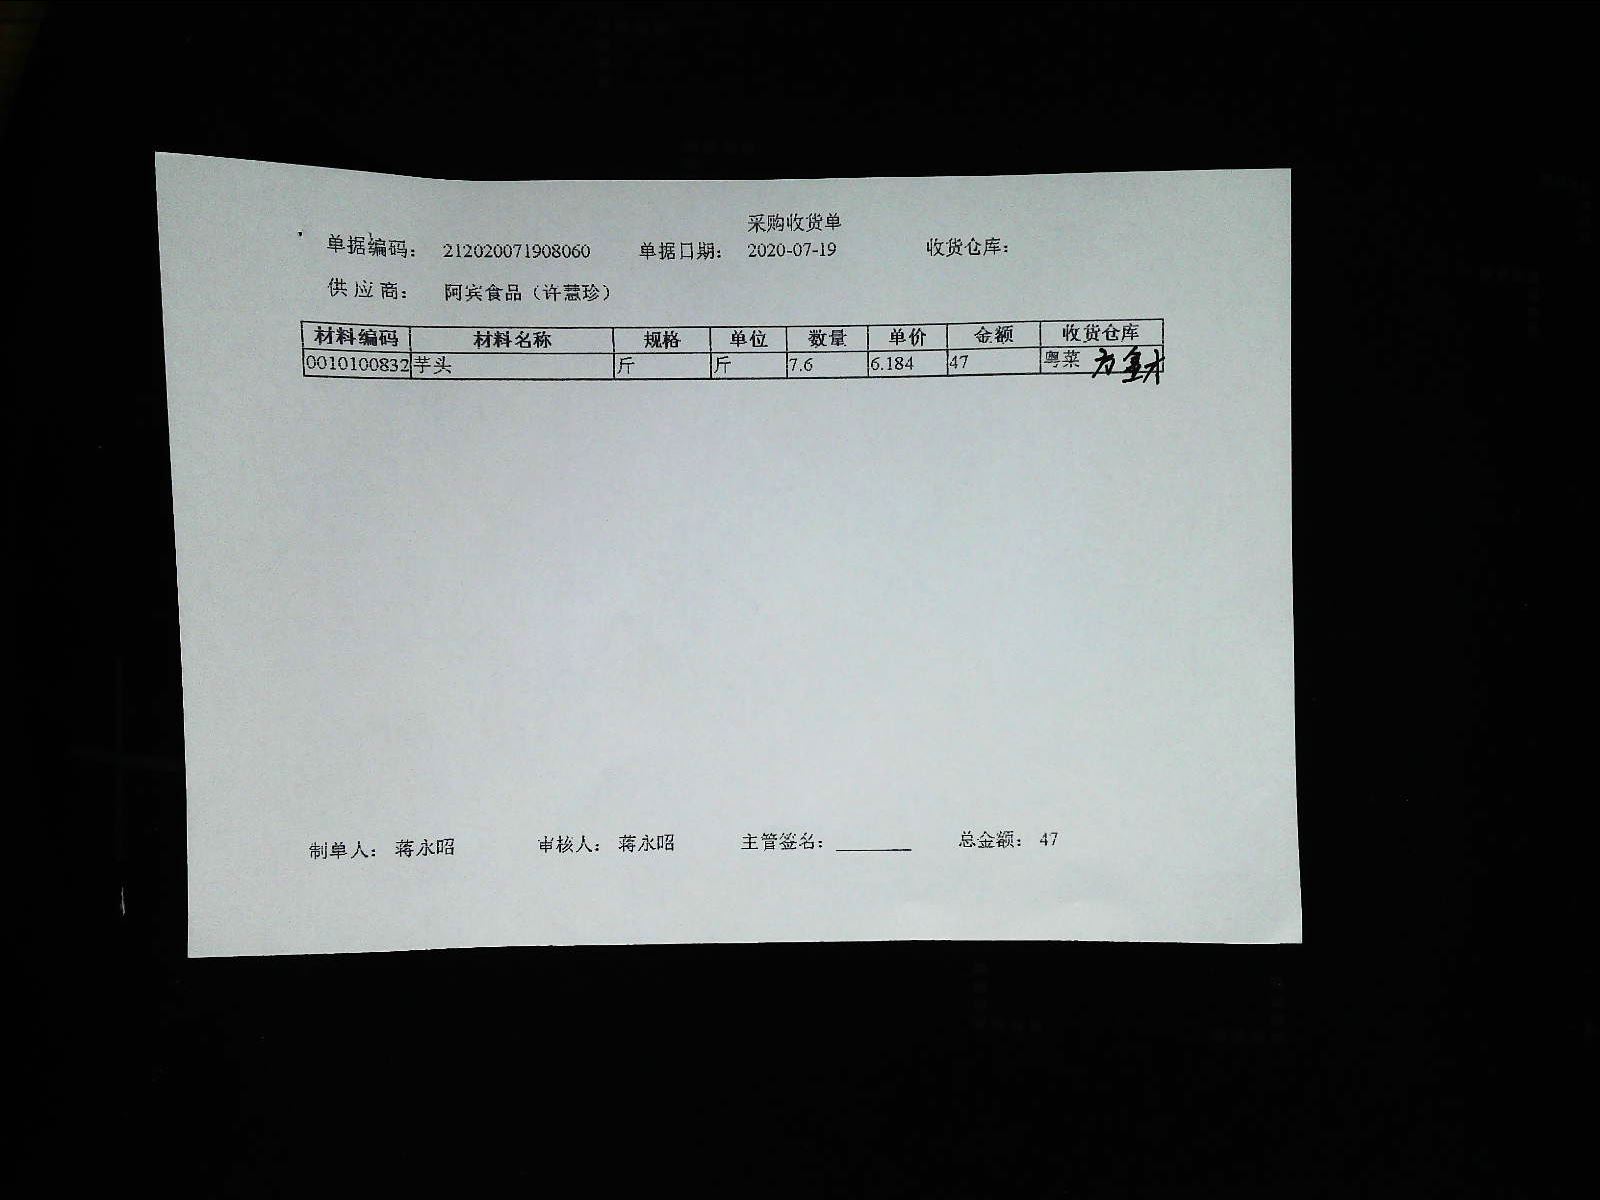 采购收货单
单据编码： 212020071908060 单据日期： 2020-07-19 收货仓库：
供应商： 阿宾食品（许慧珍）
材料编码 材料名称 规格 单位 数量 单价 金额 收货仓库
0010100832 芋头 斤 斤 7.6 6.184 47 粤菜
制单人： 蒋永昭 审核人： 蒋永昭 主管签名： 总金额： 47